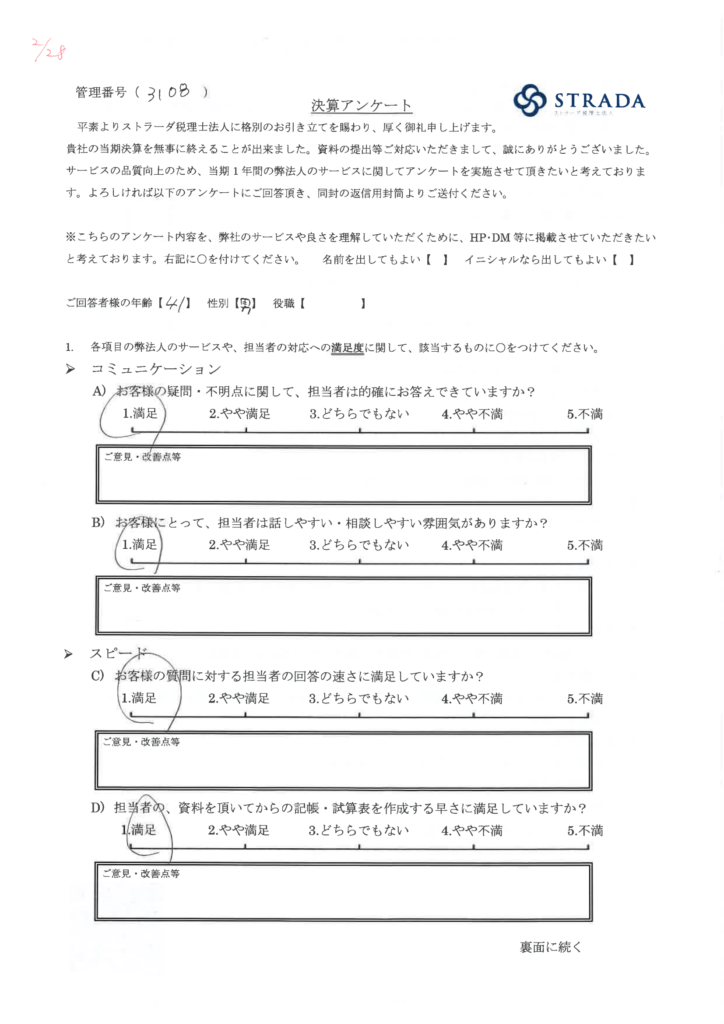 2/28
管理番号（ 3108 ）
STRADA
ストラーダ税理士法人
決算アンケート
平素よりストラーダ税理士法人に格別のお引き立てを賜わり、厚く御礼申し上げます。
貴社の当期決算を無事に終えることが出来ました。資料の提出等ご対応いただきまして、誠にありがとうございました。
サービスの品質向上のため、当期１年間の弊法人のサービスに関してアンケートを実施させて頂きたいと考えておりま
す。よろしければ以下のアンケートにご回答頂き、同封の返信用封筒よりご送付ください。
※こちらのアンケート内容を、弊社のサービスや良さを理解していただくために、HP・DM 等に掲載させていただきたい
と考えております。右記に○を付けてください。　名前を出してもよい【　】　イニシャルなら出してもよい【　】
ご回答者様の年齢【41】　性別【男】　役職【　　　　】
1.　各項目の弊法人のサービスや、担当者の対応への満足度に関して、該当するものに○をつけてください。
➤　コミュニケーション
A）お客様の疑問・不明点に関して、担当者は的確にお答えできていますか？
1.満足　2.やや満足　3.どちらでもない　4.やや不満　5.不満
ご意見・改善点等
B）お客様にとって、担当者は話しやすい・相談しやすい雰囲気がありますか？
1.満足　2.やや満足　3.どちらでもない　4.やや不満　5.不満
ご意見・改善点等
➤　スピード
C）お客様の質問に対する担当者の回答の速さに満足していますか？
1.満足　2.やや満足　3.どちらでもない　4.やや不満　5.不満
ご意見・改善点等
D）担当者の、資料を頂いてからの記帳・試算表を作成する早さに満足していますか？
1.満足　2.やや満足　3.どちらでもない　4.やや不満　5.不満
ご意見・改善点等
裏面に続く